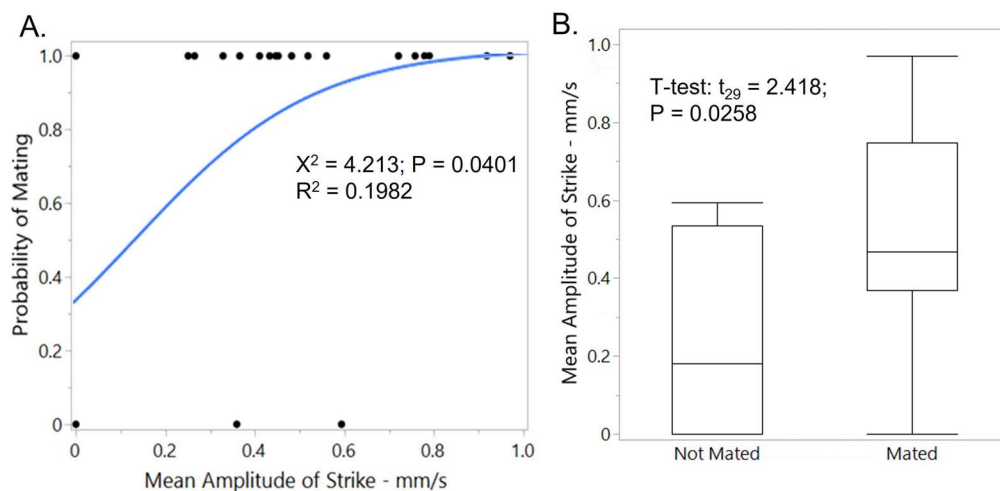 A.
1.0
0.8
0.6
0.4
0.2
0
0
0.2
0.4
0.6
0.8
1.0
Probability of Mating
Mean Amplitude of Strike - mm/s
X² = 4.213; P = 0.0401
R² = 0.1982
B.
1.0
0.8
0.6
0.4
0.2
0
Mean Amplitude of Strike - mm/s
T-test: t₂₉ = 2.418;
P = 0.0258
Not Mated
Mated